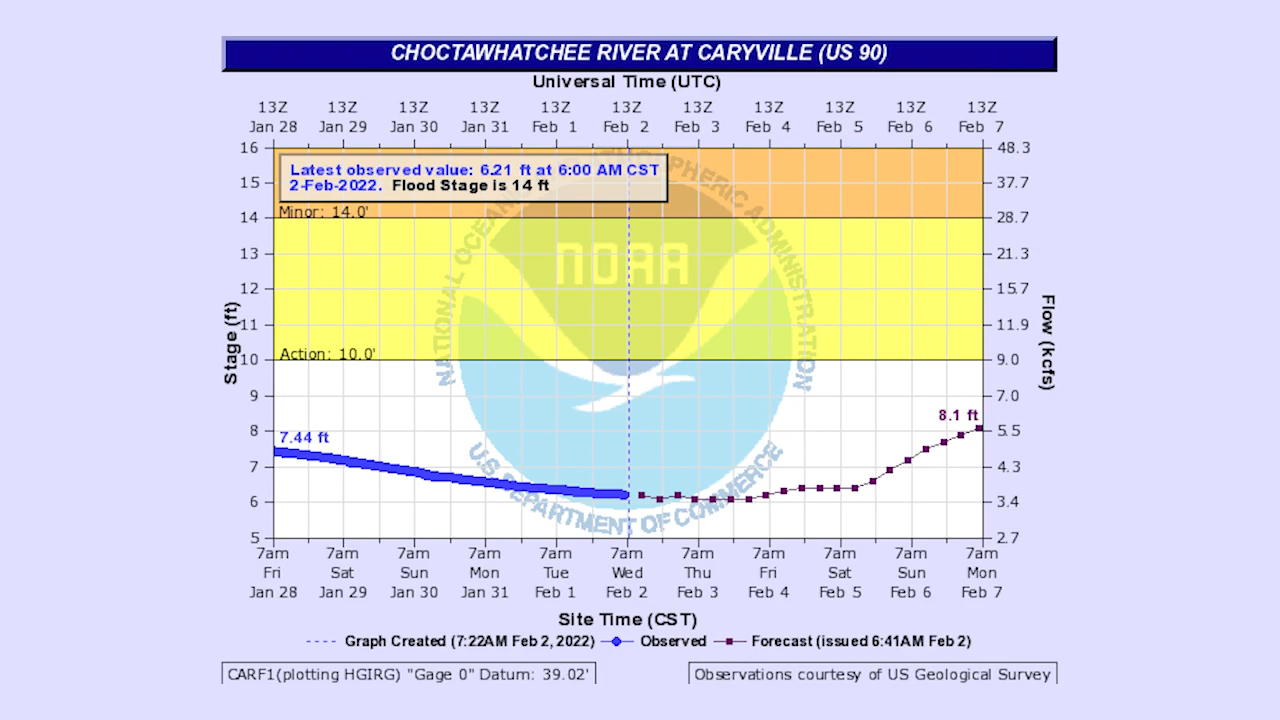 CHOCTAWHATCHEE RIVER AT CARYVILLE (US 90)
Universal Time (UTC)
13Z 13Z 13Z 13Z 13Z 13Z 13Z 13Z 13Z 13Z 13Z
Jan 28 Jan 29 Jan 30 Jan 31 Feb 1 Feb 2 Feb 3 Feb 4 Feb 5 Feb 6 Feb 7
16 48.3
Latest observed value: 6.21 ft at 6:00 AM CST
2-Feb-2022. Flood Stage is 14 ft
15 37.7
Minor: 14.0'
14 28.7
13 21.3
12 15.7
11 11.9
Action: 10.0'
10 9.0
9 7.0
8 5.5
7 4.3
6 3.4
5 2.7
Stage (ft)
Flow (kcfs)
7.44 ft
8.1 ft
NATIONAL OCEANIC AND ATMOSPHERIC ADMINISTRATION
NOAA
U.S. DEPARTMENT OF COMMERCE
7am 7am 7am 7am 7am 7am 7am 7am 7am 7am 7am
Fri Sat Sun Mon Tue Wed Thu Fri Sat Sun Mon
Jan 28 Jan 29 Jan 30 Jan 31 Feb 1 Feb 2 Feb 3 Feb 4 Feb 5 Feb 6 Feb 7
Site Time (CST)
Graph Created (7:22AM Feb 2, 2022) Observed Forecast (issued 6:41AM Feb 2)
CARF1(plotting HGIRG) "Gage 0" Datum: 39.02'
Observations courtesy of US Geological Survey